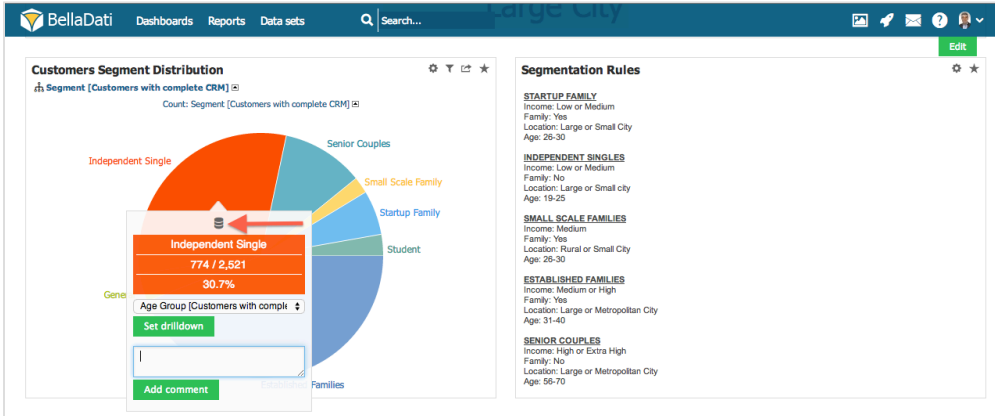 Large City
BellaDati
Dashboards
Reports
Data sets
Search...
Edit
Customers Segment Distribution
Segment [Customers with complete CRM]
Count: Segment [Customers with complete CRM]
Senior Couples
Independent Single
Small Scale Family
Startup Family
Student
Independent Single
774 / 2,521
30.7%
Gene
Age Group [Customers with comple
Set drilldown
Established Families
Add comment
Segmentation Rules
STARTUP FAMILY
Income: Low or Medium
Family: Yes
Location: Large or Small City
Age: 26-30
INDEPENDENT SINGLES
Income: Low or Medium
Family: No
Location: Large or Small city
Age: 19-25
SMALL SCALE FAMILIES
Income: Medium
Family: Yes
Location: Rural or Small City
Age: 26-30
ESTABLISHED FAMILIES
Income: Medium or High
Family: Yes
Location: Large or Metropolitan City
Age: 31-40
SENIOR COUPLES
Income: High or Extra High
Family: No
Location: Large or Metropolitan City
Age: 56-70